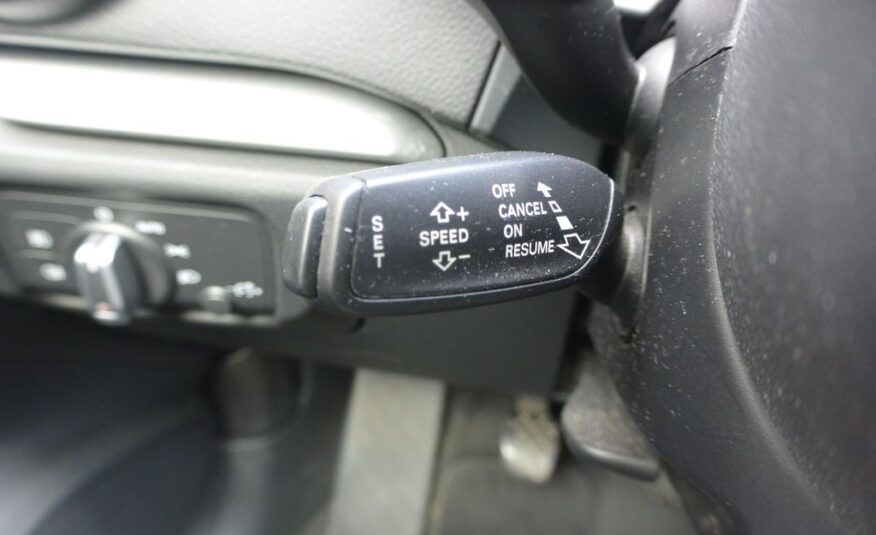 SET
+
SPEED
-
OFF
CANCEL
ON
RESUME